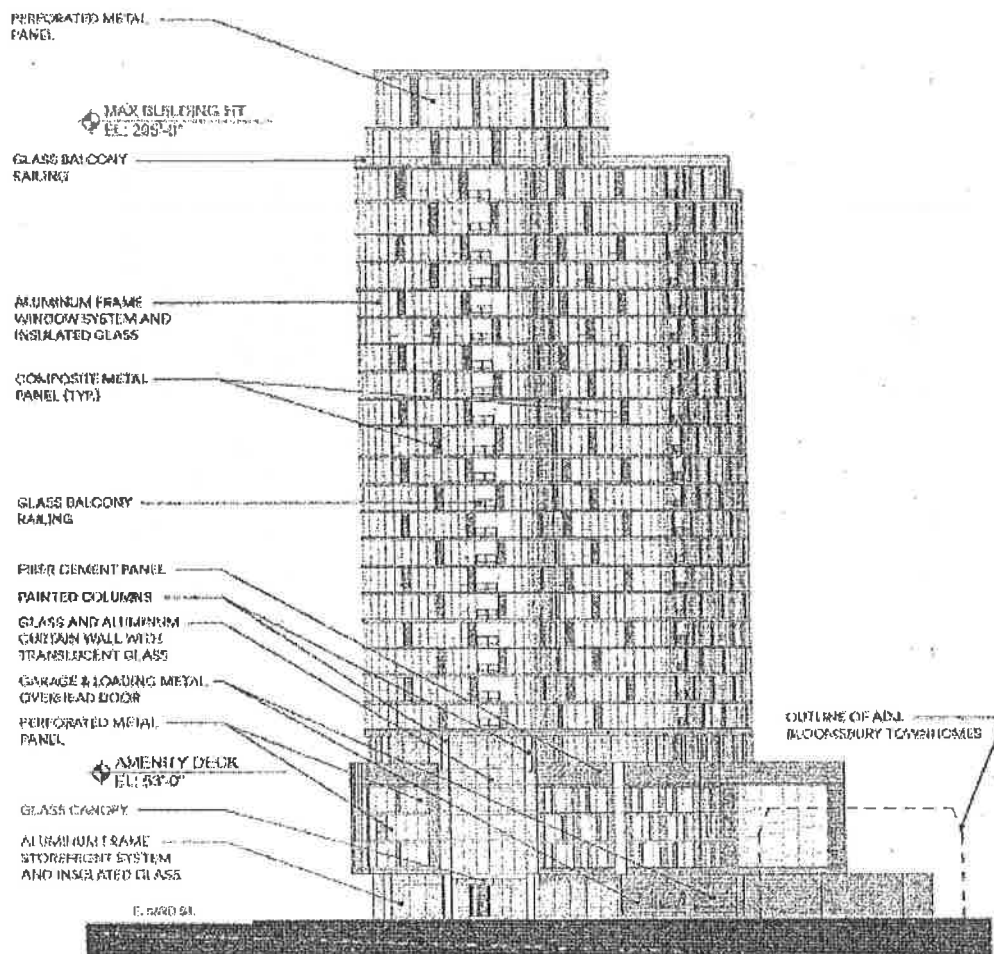 PERFORATED METAL
PANEL
MAX BUILDING HT
GLASS BALCONY
RAILING
ALUMINUM FRAME
WINDOW SYSTEM AND
INSULATED GLASS
COMPOSITE METAL
PANEL (TYP.)
GLASS BALCONY
RAILING
FIBER CEMENT PANEL
PAINTED COLUMNS
GLASS AND ALUMINUM
CURTAIN WALL WITH
TRANSLUCENT GLASS
GARAGE & LOADING METAL
OVERHEAD DOOR
PERFORATED METAL
PANEL
OUTLINE OF ADJ.
BLOOMSBURY TOWNHOMES
AMENITY DECK
EL: 53'-0"
GLASS CANOPY
ALUMINUM FRAME
STOREFRONT SYSTEM
AND INSULATED GLASS